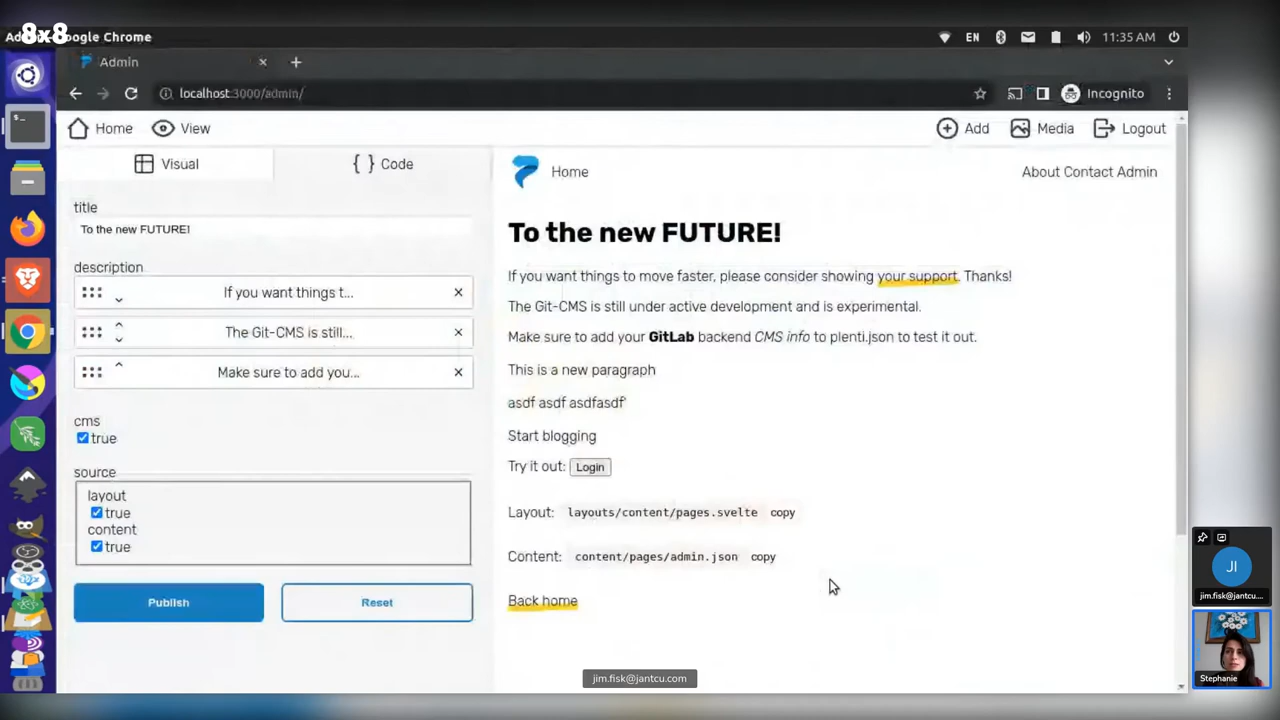 8x8
Google Chrome
EN
11:35 AM
Admin
localhost:3000/admin/
Incognito
Home
View
Add
Media
Logout
Visual
{ } Code
title
To the new FUTURE!
description
If you want things t...
The Git-CMS is still...
Make sure to add you...
cms
true
source
layout
true
content
true
Publish
Reset
Home
About Contact Admin
To the new FUTURE!
If you want things to move faster, please consider showing your support. Thanks!
The Git-CMS is still under active development and is experimental.
Make sure to add your GitLab backend CMS info to plenti.json to test it out.
This is a new paragraph
asdf asdf asdfasdf'
Start blogging
Try it out: Login
Layout: layouts/content/pages.svelte copy
Content: content/pages/admin.json copy
Back home
jim.fisk@jantcu.com
JI
jim.fisk@jantcu....
Stephanie